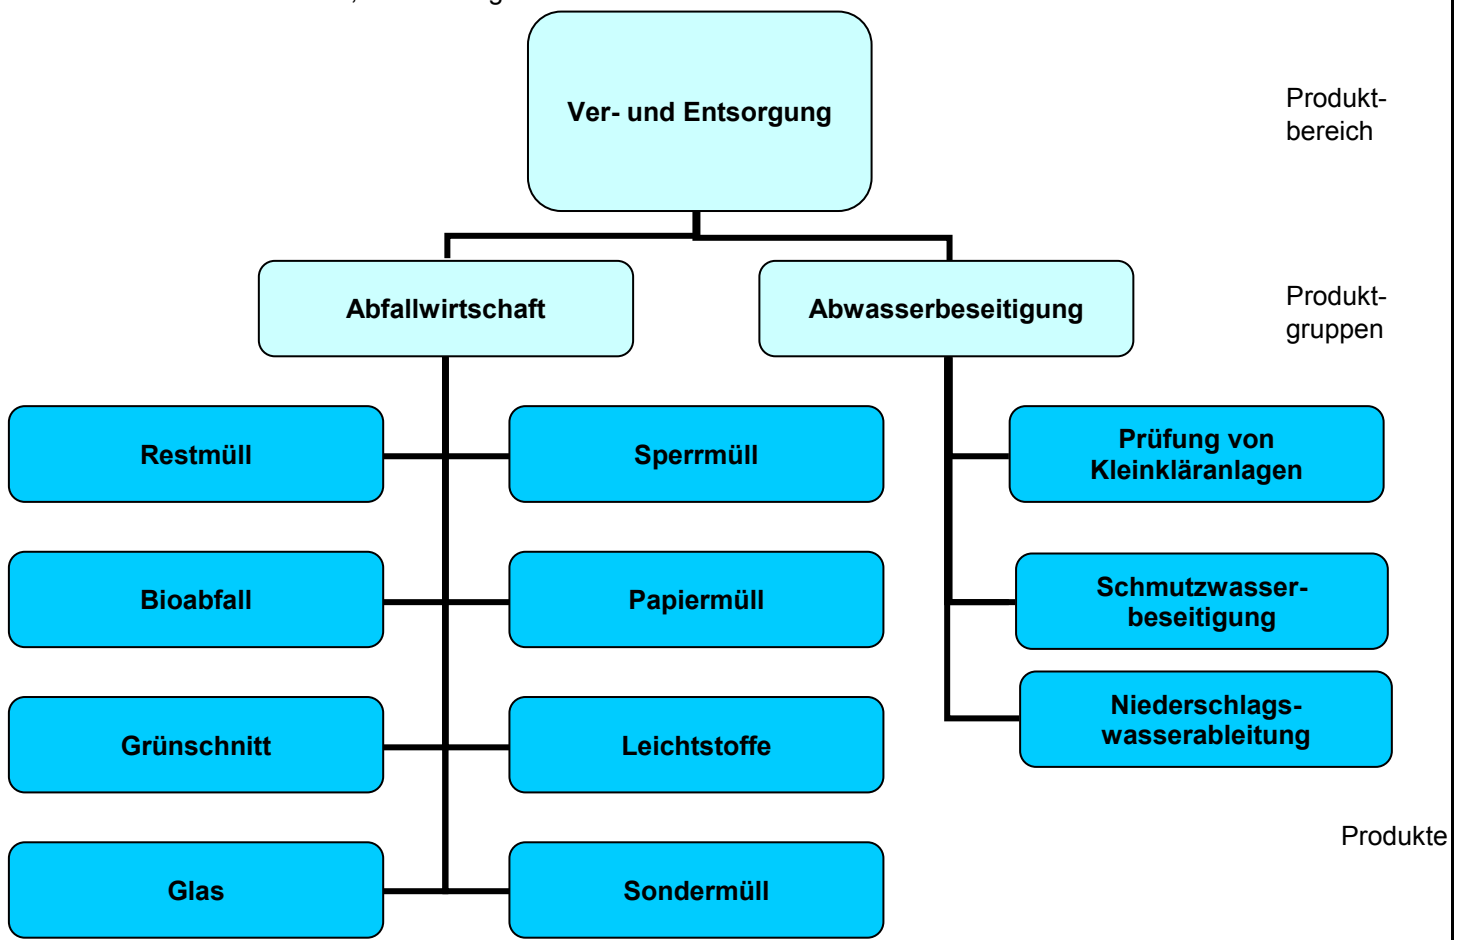 Ver- und Entsorgung
Produkt-
bereich
Abfallwirtschaft
Abwasserbeseitigung
Produkt-
gruppen
Restmüll
Sperrmüll
Prüfung von
Kleinkläranlagen
Bioabfall
Papiermüll
Schmutzwasser-
beseitigung
Grünschnitt
Leichtstoffe
Niederschlags-
wasserableitung
Produkte
Glas
Sondermüll